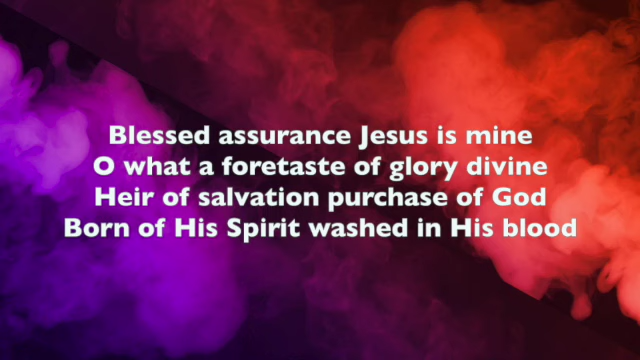 Blessed assurance Jesus is mine
O what a foretaste of glory divine
Heir of salvation purchase of God
Born of His Spirit washed in His blood